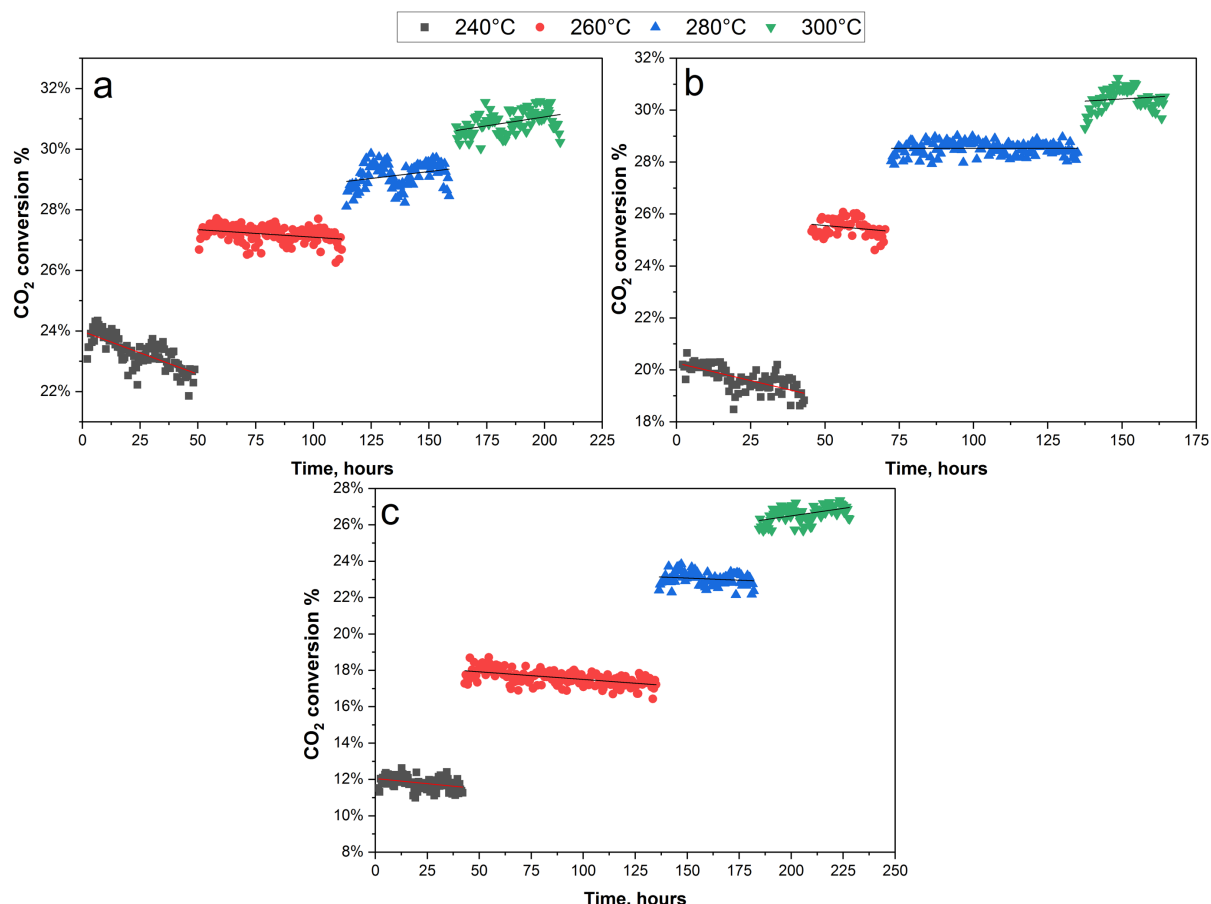 240°C 260°C 280°C 300°C
a
32%
30%
28%
26%
24%
22%
CO₂ conversion %
0 25 50 75 100 125 150 175 200 225
Time, hours
b
32%
30%
28%
26%
24%
22%
20%
18%
CO₂ conversion %
0 25 50 75 100 125 150 175
Time, hours
c
28%
26%
24%
22%
20%
18%
16%
14%
12%
10%
8%
CO₂ conversion %
0 25 50 75 100 125 150 175 200 225 250
Time, hours